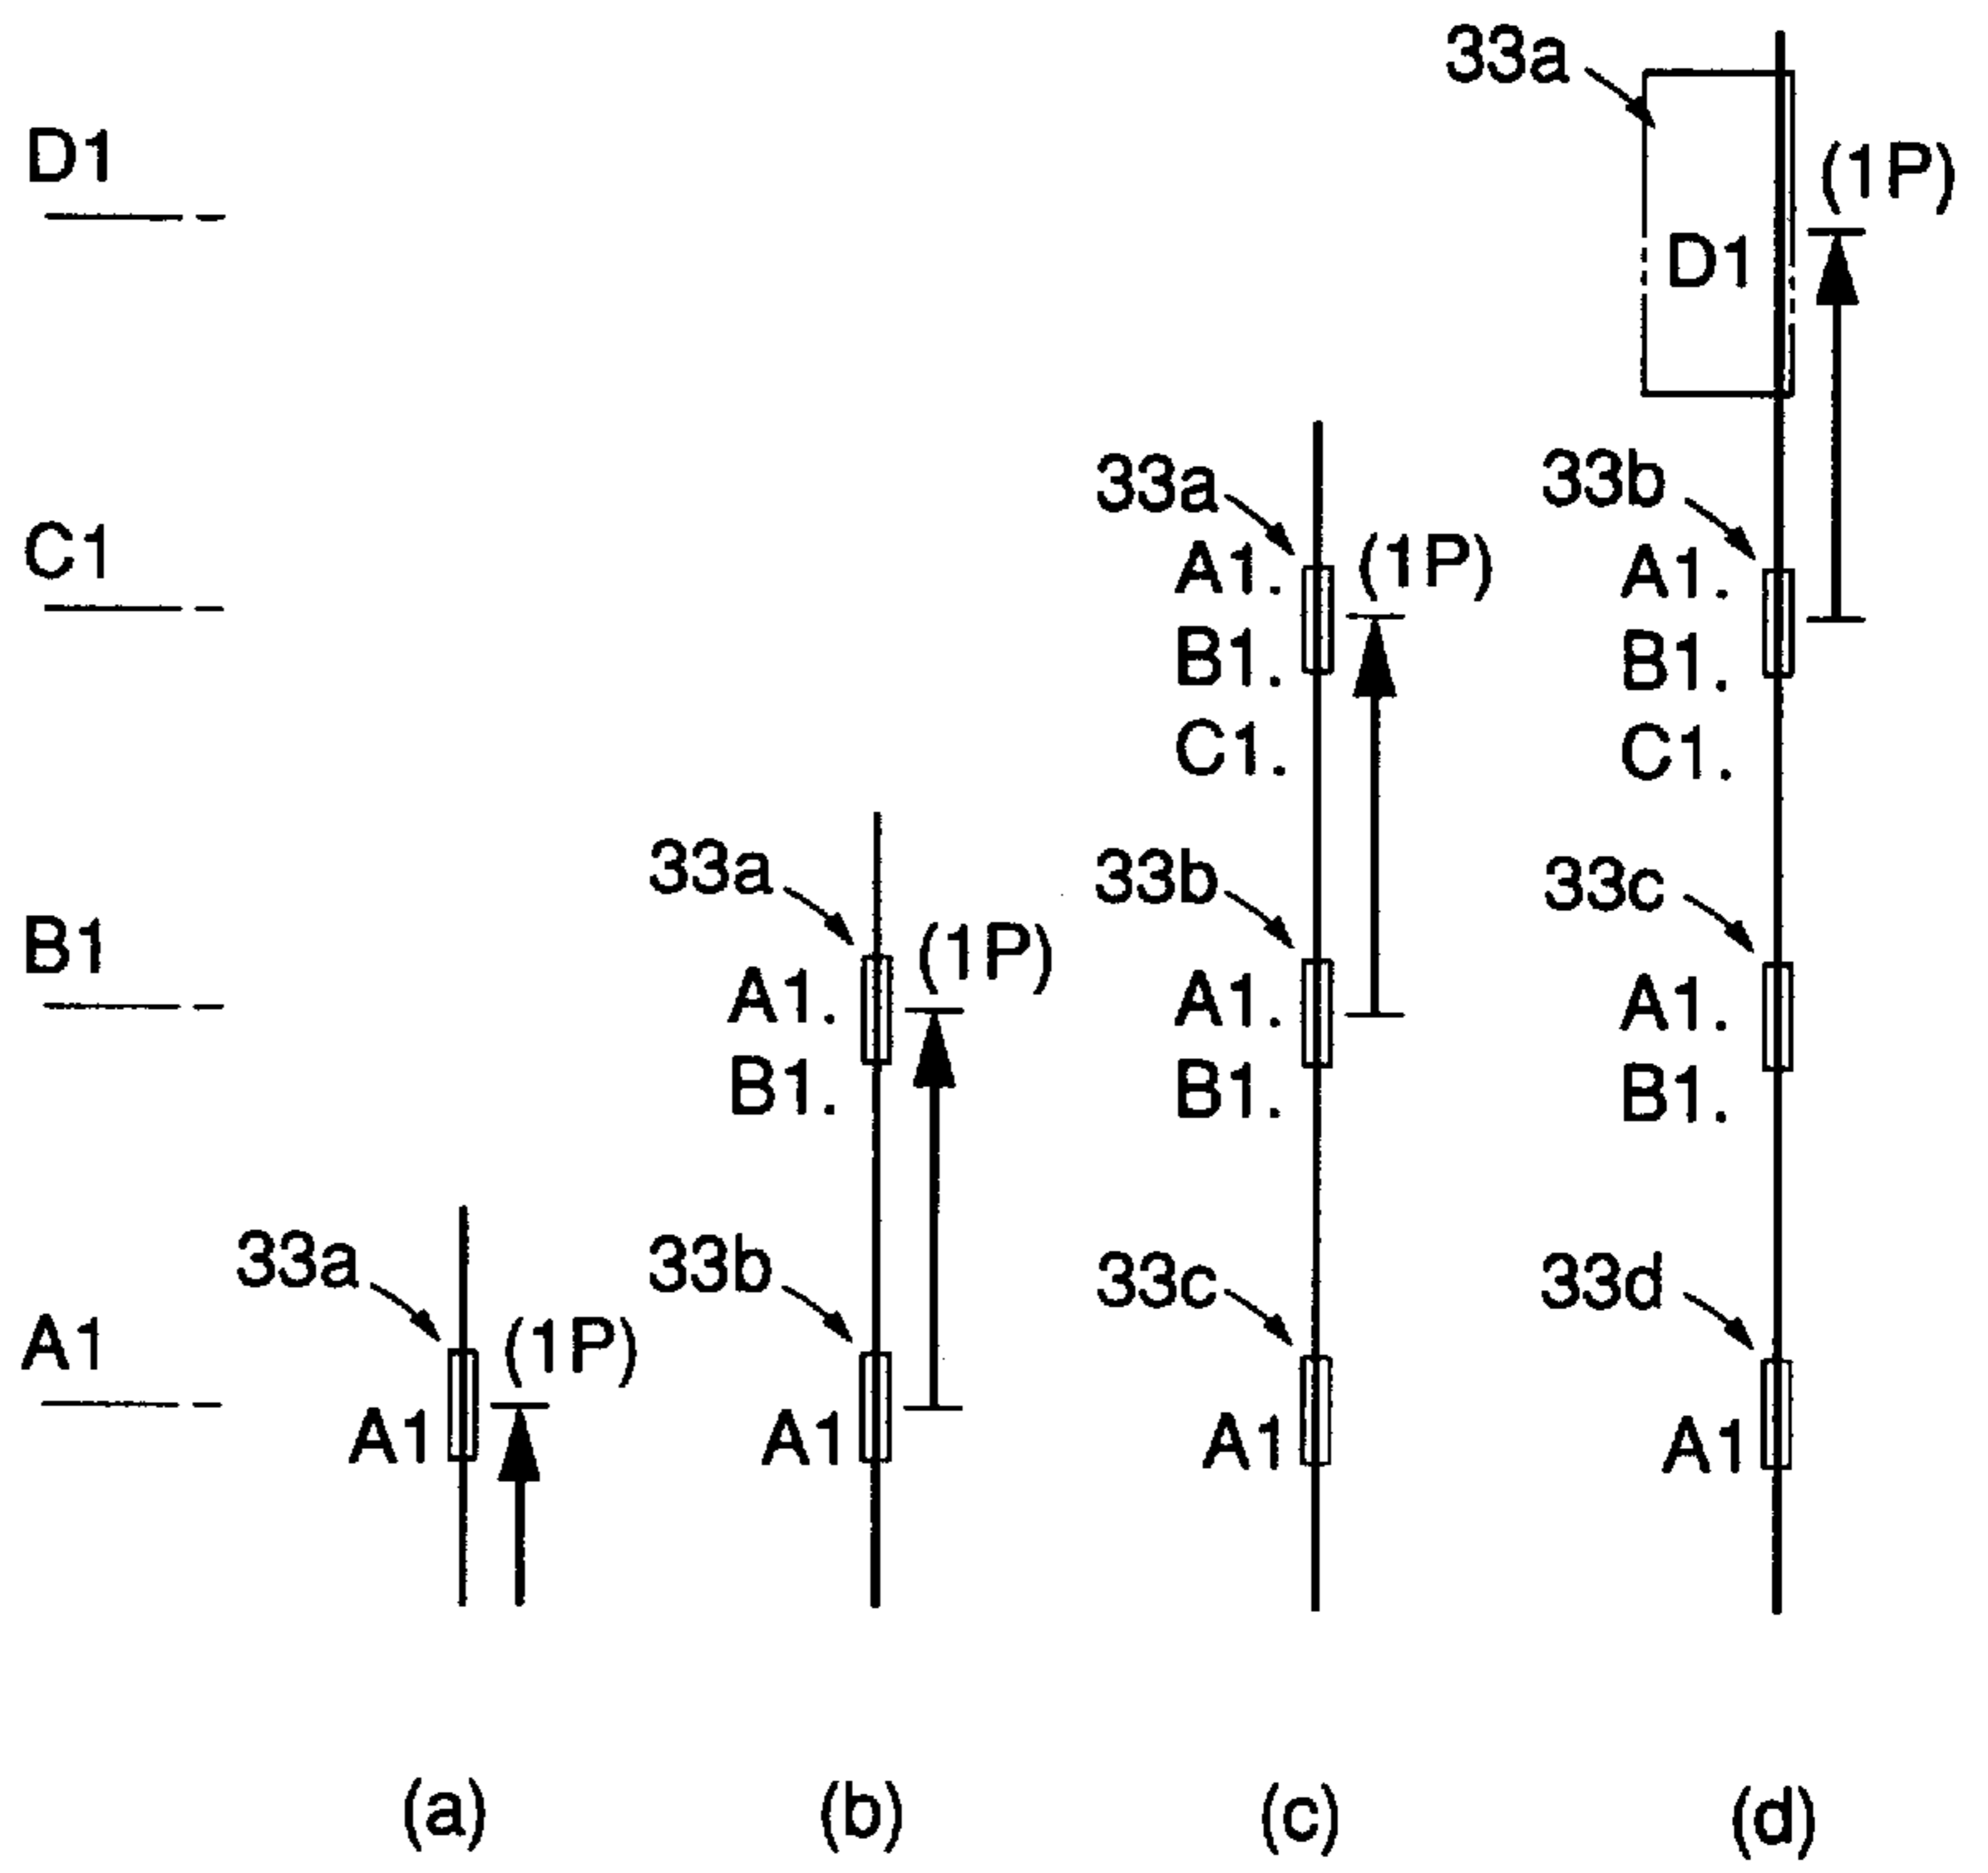 D1
C1
B1
A1
33a
(1P)
A1
(a)
33a
(1P)
A1.
B1.
33b
A1
(b)
33a
(1P)
A1.
B1.
C1.
33b
A1.
B1.
33c
A1
(c)
33a
(1P)
D1
33b
A1.
B1.
C1.
33c
A1.
B1.
33d
A1
(d)